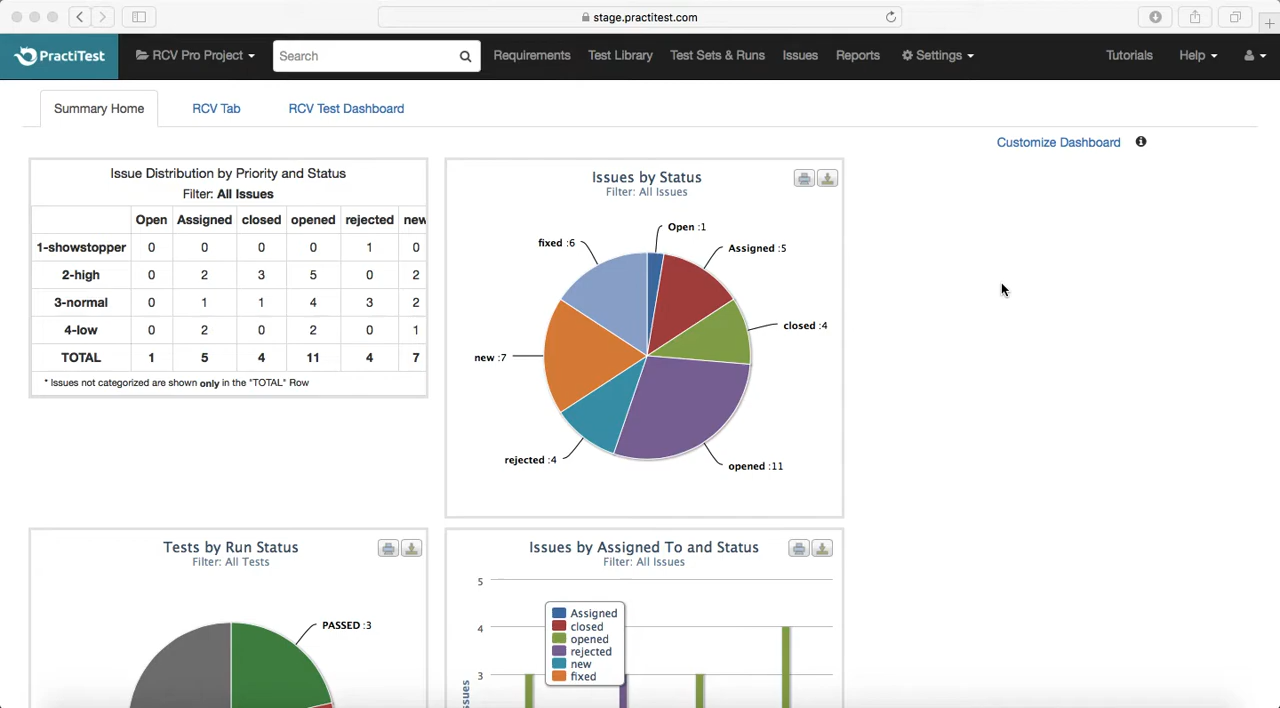 stage.practitest.com
PractiTest
RCV Pro Project
Search
Requirements
Test Library
Test Sets & Runs
Issues
Reports
Settings
Tutorials
Help
Summary Home
RCV Tab
RCV Test Dashboard
Customize Dashboard
Issue Distribution by Priority and Status
Filter: All Issues
Open Assigned closed opened rejected new
1-showstopper 0 0 0 0 1 0
2-high 0 2 3 5 0 2
3-normal 0 1 1 4 3 2
4-low 0 2 0 2 0 1
TOTAL 1 5 4 11 4 7
* Issues not categorized are shown only in the "TOTAL" Row
Issues by Status
Filter: All Issues
Open :1
fixed :6
Assigned :5
closed :4
new :7
rejected :4
opened :11
Tests by Run Status
Filter: All Tests
PASSED :3
Issues by Assigned To and Status
Filter: All Issues
5
4
3
Issues
Assigned
closed
opened
rejected
new
fixed